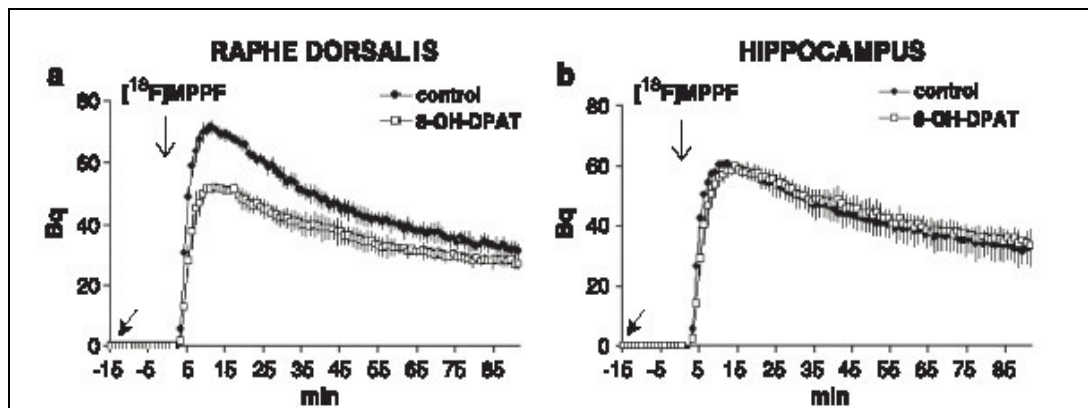 RAPHE DORSALIS
a
[18F]MPPF
control
8-OH-DPAT
80
60
40
20
0
Bq
-15 -5 5 15 25 35 45 55 65 75 85
min
HIPPOCAMPUS
b
[18F]MPPF
control
8-OH-DPAT
80
60
40
20
0
Bq
-15 -5 5 15 25 35 45 55 65 75 85
min